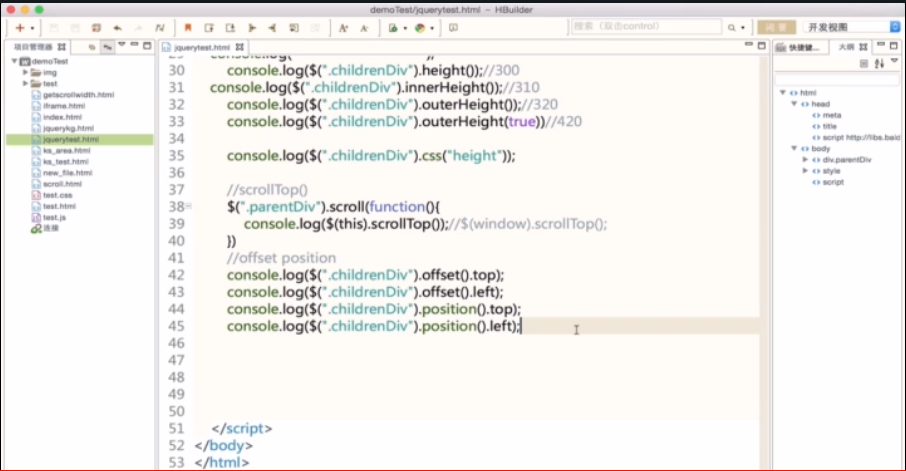 demoTest/jquerytest.html - HBuilder
搜索（双击control）
开发视图
项目管理器
jquerytest.html
快捷键...
大纲
demoTest
img
test
getscrollwidth.html
iframe.html
index.html
jquerykg.html
jquerytest.html
ks_area.html
ks_test.html
new_file.html
scroll.html
test.css
test.html
test.js
连接
30 console.log($(".childrenDiv").height());//300
31 console.log($(".childrenDiv").innerHeight());//310
32 console.log($(".childrenDiv").outerHeight());//320
33 console.log($(".childrenDiv").outerHeight(true))//420
34
35 console.log($(".childrenDiv").css("height"));
36
37 //scrollTop()
38 $(".parentDiv").scroll(function(){
39 console.log($(this).scrollTop());//$(window).scrollTop();
40 })
41 //offset position
42 console.log($(".childrenDiv").offset().top);
43 console.log($(".childrenDiv").offset().left);
44 console.log($(".childrenDiv").position().top);
45 console.log($(".childrenDiv").position().left);
46
47
48
49
50
51 </script>
52 </body>
53 </html>
html
head
meta
title
script http://libs.baid
body
div.parentDiv
style
script